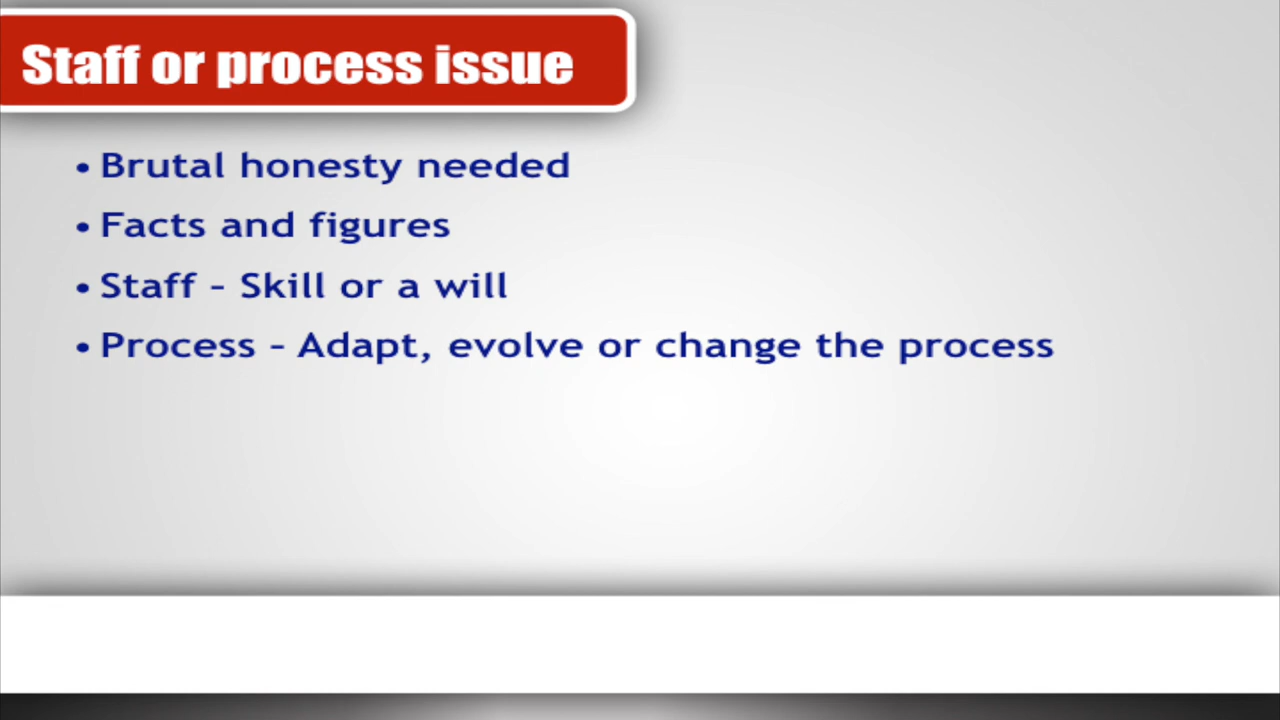 Staff or process issue
• Brutal honesty needed
• Facts and figures
• Staff - Skill or a will
• Process - Adapt, evolve or change the process